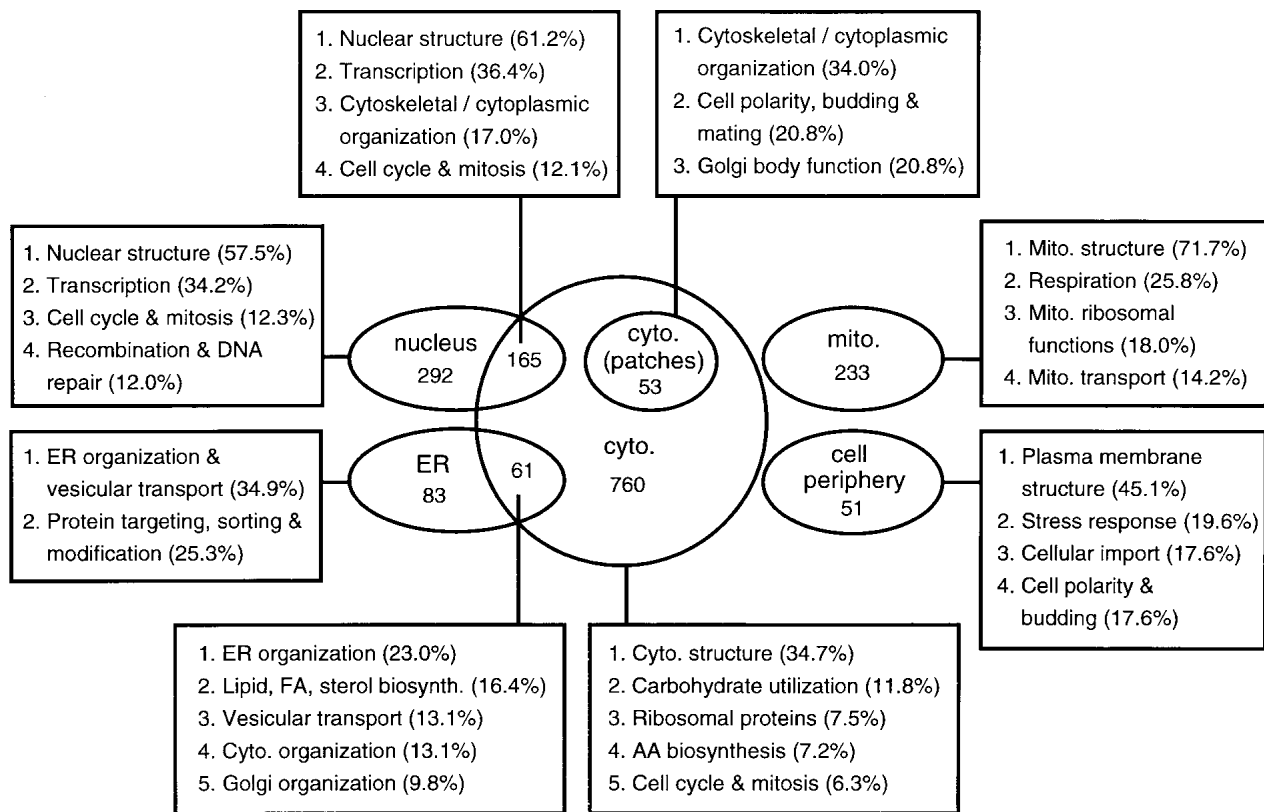 1. Nuclear structure (61.2%)
2. Transcription (36.4%)
3. Cytoskeletal / cytoplasmic
organization (17.0%)
4. Cell cycle & mitosis (12.1%)
1. Cytoskeletal / cytoplasmic
organization (34.0%)
2. Cell polarity, budding &
mating (20.8%)
3. Golgi body function (20.8%)
1. Nuclear structure (57.5%)
2. Transcription (34.2%)
3. Cell cycle & mitosis (12.3%)
4. Recombination & DNA
repair (12.0%)
nucleus
292
165
cyto.
(patches)
53
mito.
233
1. Mito. structure (71.7%)
2. Respiration (25.8%)
3. Mito. ribosomal
functions (18.0%)
4. Mito. transport (14.2%)
1. ER organization &
vesicular transport (34.9%)
2. Protein targeting, sorting &
modification (25.3%)
ER
83
61
cyto.
760
cell
periphery
51
1. Plasma membrane
structure (45.1%)
2. Stress response (19.6%)
3. Cellular import (17.6%)
4. Cell polarity &
budding (17.6%)
1. ER organization (23.0%)
2. Lipid, FA, sterol biosynth. (16.4%)
3. Vesicular transport (13.1%)
4. Cyto. organization (13.1%)
5. Golgi organization (9.8%)
1. Cyto. structure (34.7%)
2. Carbohydrate utilization (11.8%)
3. Ribosomal proteins (7.5%)
4. AA biosynthesis (7.2%)
5. Cell cycle & mitosis (6.3%)